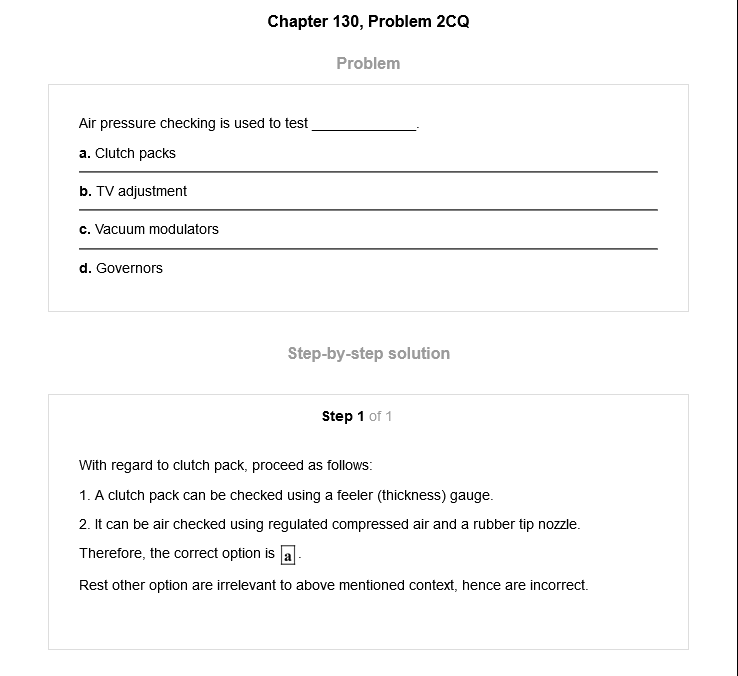 Chapter 130, Problem 2CQ
Problem
Air pressure checking is used to test _____________.
a. Clutch packs
b. TV adjustment
c. Vacuum modulators
d. Governors
Step-by-step solution
Step 1 of 1
With regard to clutch pack, proceed as follows:
1. A clutch pack can be checked using a feeler (thickness) gauge.
2. It can be air checked using regulated compressed air and a rubber tip nozzle.
Therefore, the correct option is a .
Rest other option are irrelevant to above mentioned context, hence are incorrect.